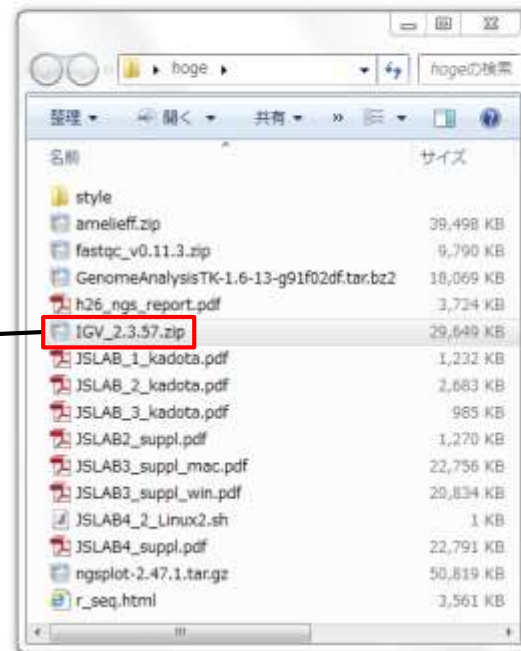 hoge
hogeの検索
整理 開く 共有 »
名前 サイズ
style
amelieff.zip 39,498 KB
fastqc_v0.11.3.zip 9,790 KB
GenomeAnalysisTK-1.6-13-g91f02df.tar.bz2 18,069 KB
h26_ngs_report.pdf 3,724 KB
IGV_2.3.57.zip 29,649 KB
JSLAB_1_kadota.pdf 1,232 KB
JSLAB_2_kadota.pdf 2,683 KB
JSLAB_3_kadota.pdf 985 KB
JSLAB2_suppl.pdf 1,270 KB
JSLAB3_suppl_mac.pdf 22,756 KB
JSLAB3_suppl_win.pdf 20,834 KB
JSLAB4_2_Linux2.sh 1 KB
JSLAB4_suppl.pdf 22,791 KB
ngsplot-2.47.1.tar.gz 50,819 KB
r_seq.html 3,561 KB